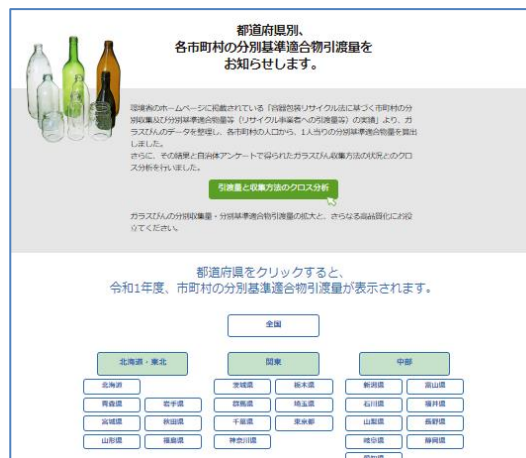 都道府県別、
各市町村の分別基準適合物引渡量を
お知らせします。
環境省のホームページに掲載されている「容器包装リサイクル法に基づく市町村の分
別収集及び分別基準適合物量等（リサイクル事業者への引渡量等）の実績」より、ガ
ラスびんのデータを整理し、各市町村の人口から、1人当りの分別基準適合物量を算出
しました。
さらに、その結果と自治体アンケートで得られたガラスびん収集方法の状況とのクロ
ス分析を行いました。
引渡量と収集方法のクロス分析
ガラスびんの分別収集量・分別基準適合物引渡量の拡大と、さらなる高品質化にお役
立てください。
都道府県をクリックすると、
令和1年度、市町村の分別基準適合物引渡量が表示されます。
全国
北海道・東北 関東 中部
北海道 茨城県 栃木県 新潟県 富山県
青森県 岩手県 群馬県 埼玉県 石川県 福井県
宮城県 秋田県 千葉県 東京都 山梨県 長野県
山形県 福島県 神奈川県 岐阜県 静岡県
愛知県